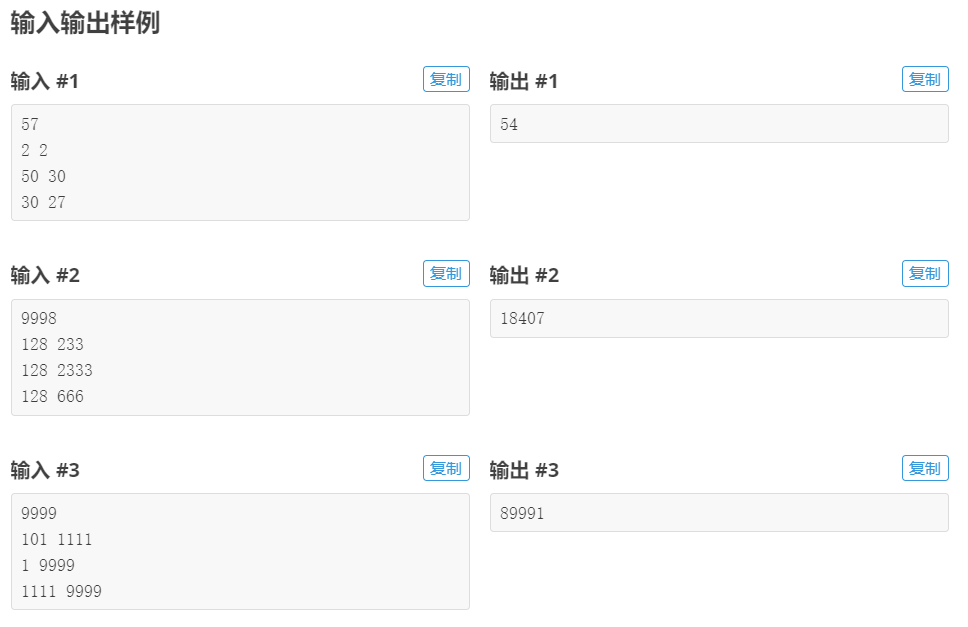 输入输出样例
输入 #1
复制
输出 #1
复制
57
2 2
50 30
30 27
54
输入 #2
复制
输出 #2
复制
9998
128 233
128 2333
128 666
18407
输入 #3
复制
输出 #3
复制
9999
101 1111
1 9999
1111 9999
89991